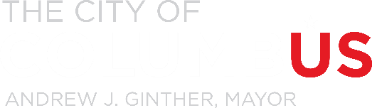 THE CITY OF
US
ANDREW J. GINTHER, MAYOR